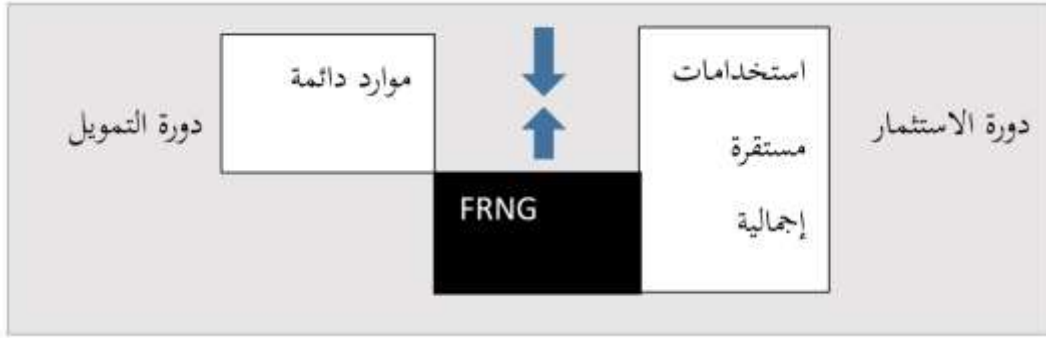 دورة الاستثمار
استخدامات
مستقرة
إجمالية
FRNG
موارد دائمة
دورة التمويل